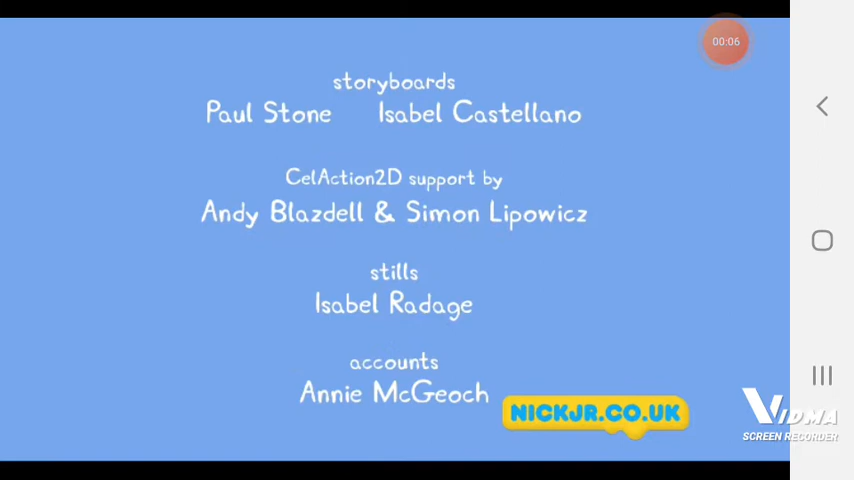 00:06
storyboards
Paul Stone Isabel Castellano
CelAction2D support by
Andy Blazdell & Simon Lipowicz
stills
Isabel Radage
accounts
Annie McGeoch
NICKJR.CO.UK
VIDMA
SCREEN RECORDER